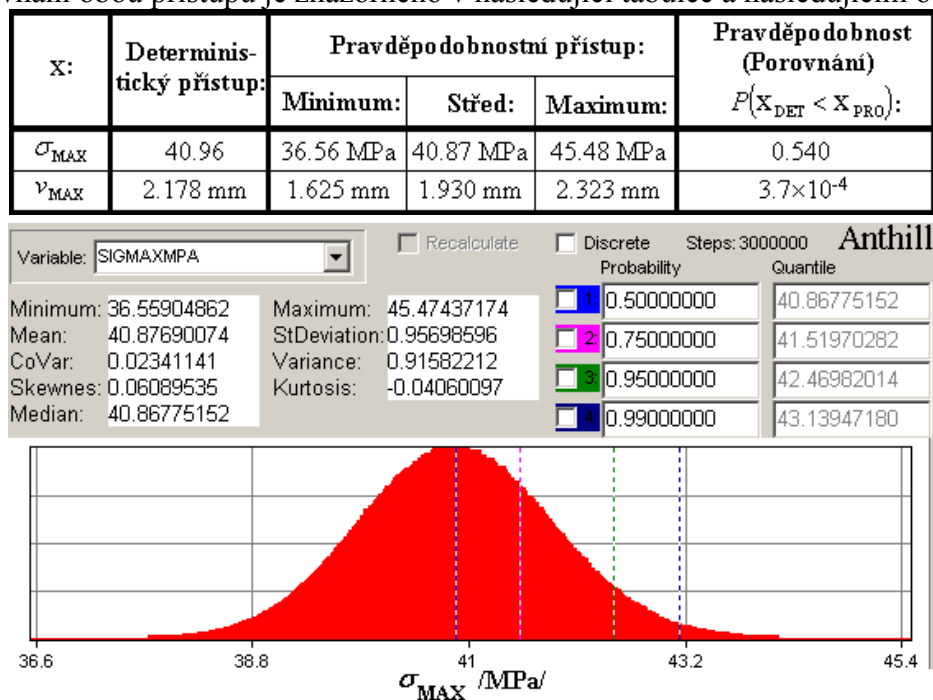 x: Determinis-tický přístup: Pravděpodobnostní přístup: Pravděpodobnost (Porovnání) P(X_DET < X_PRO):
Minimum: Střed: Maximum:
σ_MAX 40.96 36.56 MPa 40.87 MPa 45.48 MPa 0.540
ν_MAX 2.178 mm 1.625 mm 1.930 mm 2.323 mm 3.7×10⁻⁴
Variable: SIGMAXMPA Recalculate Discrete Steps: 3000000 Anthill
Probability Quantile
Minimum: 36.55904862 Maximum: 45.47437174 1: 0.50000000 40.86775152
Mean: 40.87690074 StDeviation: 0.95698596 2: 0.75000000 41.51970282
CoVar: 0.02341141 Variance: 0.91582212 3: 0.95000000 42.46982014
Skewnes: 0.06089535 Kurtosis: -0.04060097 4: 0.99000000 43.13947180
Median: 40.86775152
36.6 38.8 41 43.2 45.4
σ_MAX /MPa/